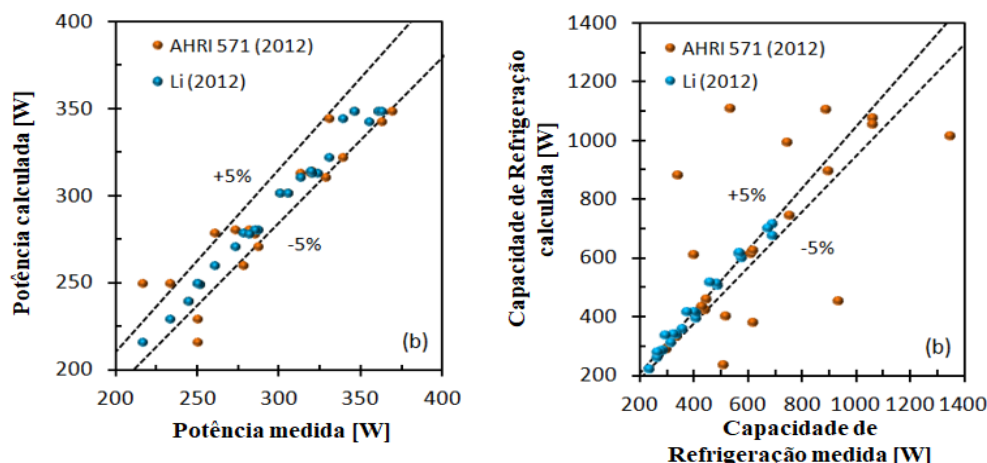 400
350
300
250
200
Potência calculada [W]
AHRI 571 (2012)
Li (2012)
+5%
-5%
(b)
200 250 300 350 400
Potência medida [W]
1400
1200
1000
800
600
400
200
Capacidade de Refrigeração
calculada [W]
AHRI 571 (2012)
Li (2012)
+5%
-5%
(b)
200 400 600 800 1000 1200 1400
Capacidade de
Refrigeração medida [W]